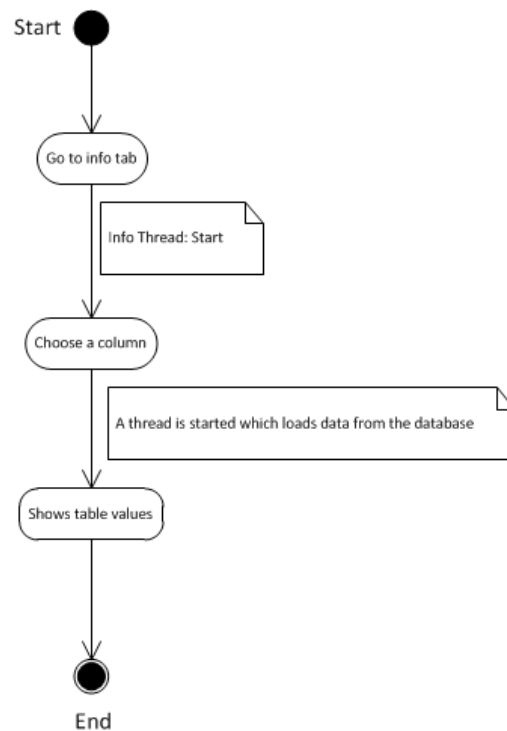 Start
Go to info tab
Info Thread: Start
Choose a column
A thread is started which loads data from the database
Shows table values
End